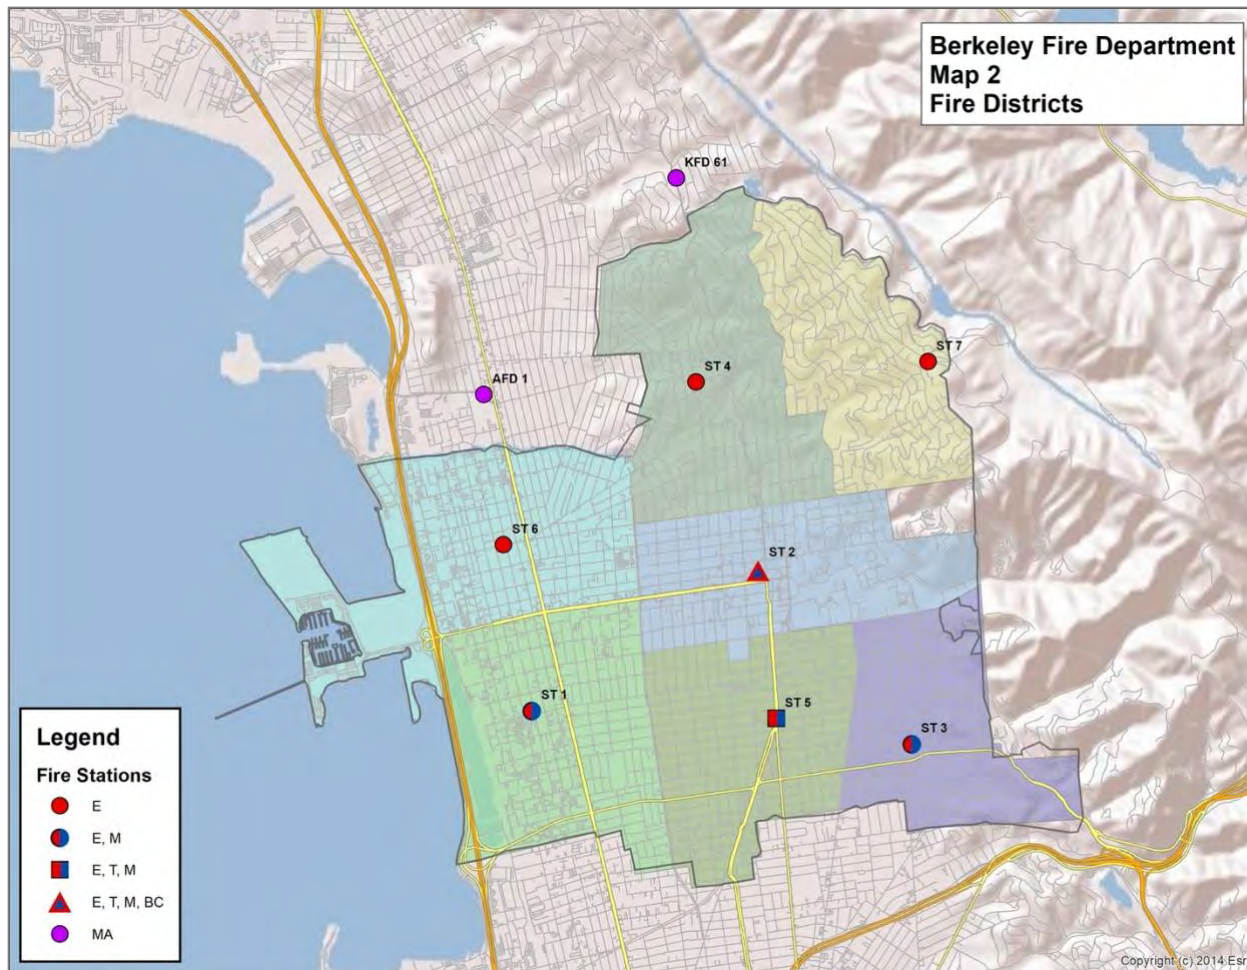 Berkeley Fire Department
Map 2
Fire Districts
KFD 61
ST 7
ST 4
AFD 1
ST 6
ST 2
ST 1
ST 5
ST 3
Legend
Fire Stations
E
E, M
E, T, M
E, T, M, BC
MA
Copyright (c) 2014 Esr